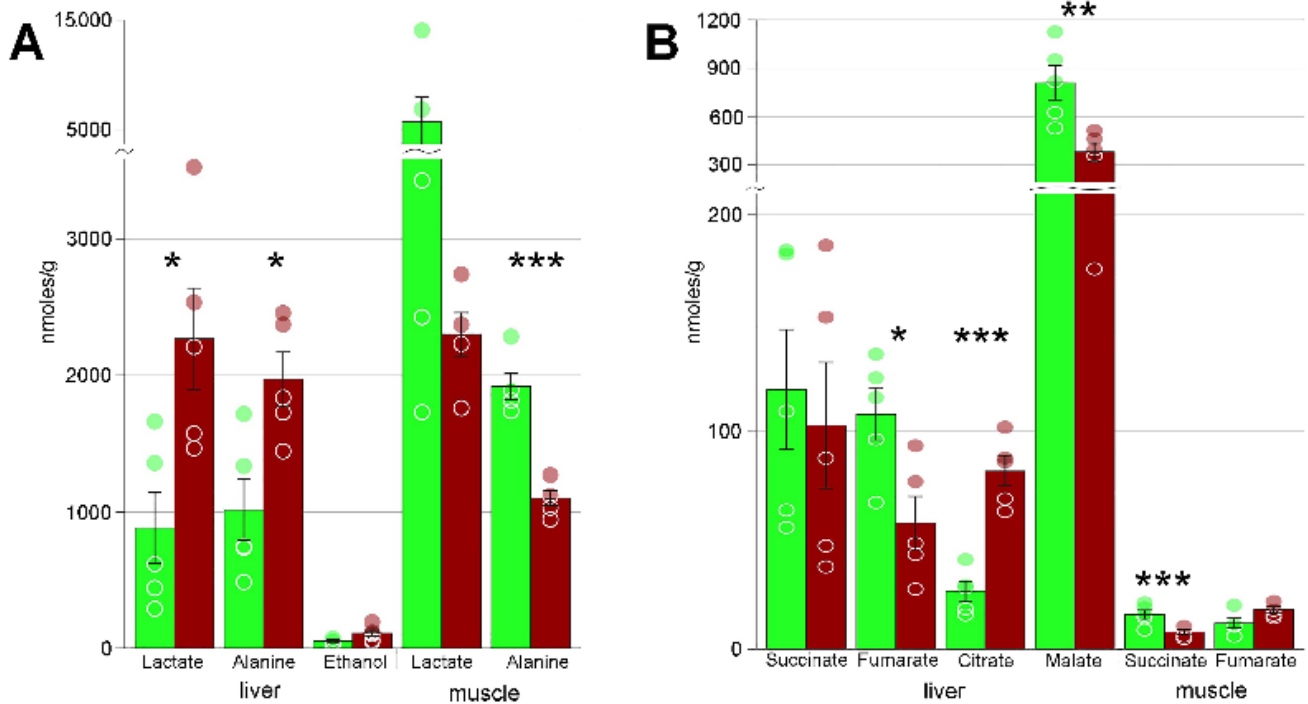 A
15.000
5000
3000
2000
1000
0
nmoles/g
* * ***
Lactate Alanine Ethanol Lactate Alanine
liver muscle
B
1200
900
600
300
200
100
0
nmoles/g
**
* ***
***
Succinate Fumarate Citrate Malate Succinate Fumarate
liver muscle